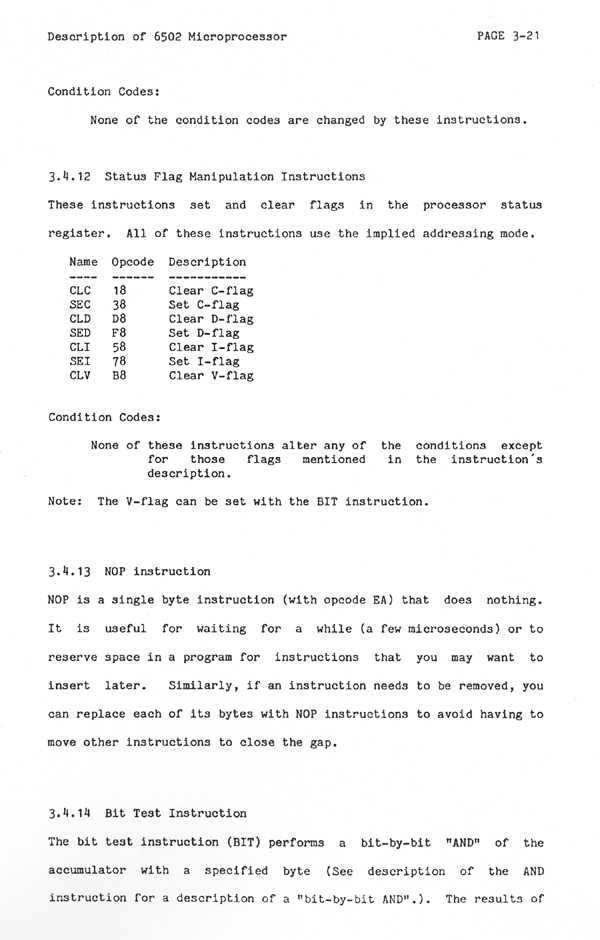 Description of 6502 Microprocessor PAGE 3-21
Condition Codes:
None of the condition codes are changed by these instructions.
3.4.12 Status Flag Manipulation Instructions
These instructions set and clear flags in the processor status
register. All of these instructions use the implied addressing mode.
Name Opcode Description
---- ------ -----------
CLC 18 Clear C-flag
SEC 38 Set C-flag
CLD D8 Clear D-flag
SED F8 Set D-flag
CLI 58 Clear I-flag
SEI 78 Set I-flag
CLV B8 Clear V-flag
Condition Codes:
None of these instructions alter any of the conditions except
for those flags mentioned in the instruction's
description.
Note: The V-flag can be set with the BIT instruction.
3.4.13 NOP instruction
NOP is a single byte instruction (with opcode EA) that does nothing.
It is useful for waiting for a while (a few microseconds) or to
reserve space in a program for instructions that you may want to
insert later. Similarly, if an instruction needs to be removed, you
can replace each of its bytes with NOP instructions to avoid having to
move other instructions to close the gap.
3.4.14 Bit Test Instruction
The bit test instruction (BIT) performs a bit-by-bit "AND" of the
accumulator with a specified byte (See description of the AND
instruction for a description of a "bit-by-bit AND".). The results of